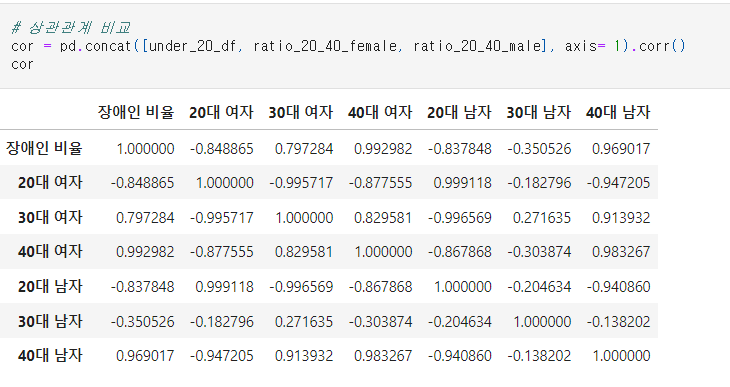 # 상관관계 비교
cor = pd.concat([under_20_df, ratio_20_40_female, ratio_20_40_male], axis= 1).corr()
cor
장애인 비율 20대 여자 30대 여자 40대 여자 20대 남자 30대 남자 40대 남자
장애인 비율 1.000000 -0.848865 0.797284 0.992982 -0.837848 -0.350526 0.969017
20대 여자 -0.848865 1.000000 -0.995717 -0.877555 0.999118 -0.182796 -0.947205
30대 여자 0.797284 -0.995717 1.000000 0.829581 -0.996569 0.271635 0.913932
40대 여자 0.992982 -0.877555 0.829581 1.000000 -0.867868 -0.303874 0.983267
20대 남자 -0.837848 0.999118 -0.996569 -0.867868 1.000000 -0.204634 -0.940860
30대 남자 -0.350526 -0.182796 0.271635 -0.303874 -0.204634 1.000000 -0.138202
40대 남자 0.969017 -0.947205 0.913932 0.983267 -0.940860 -0.138202 1.000000